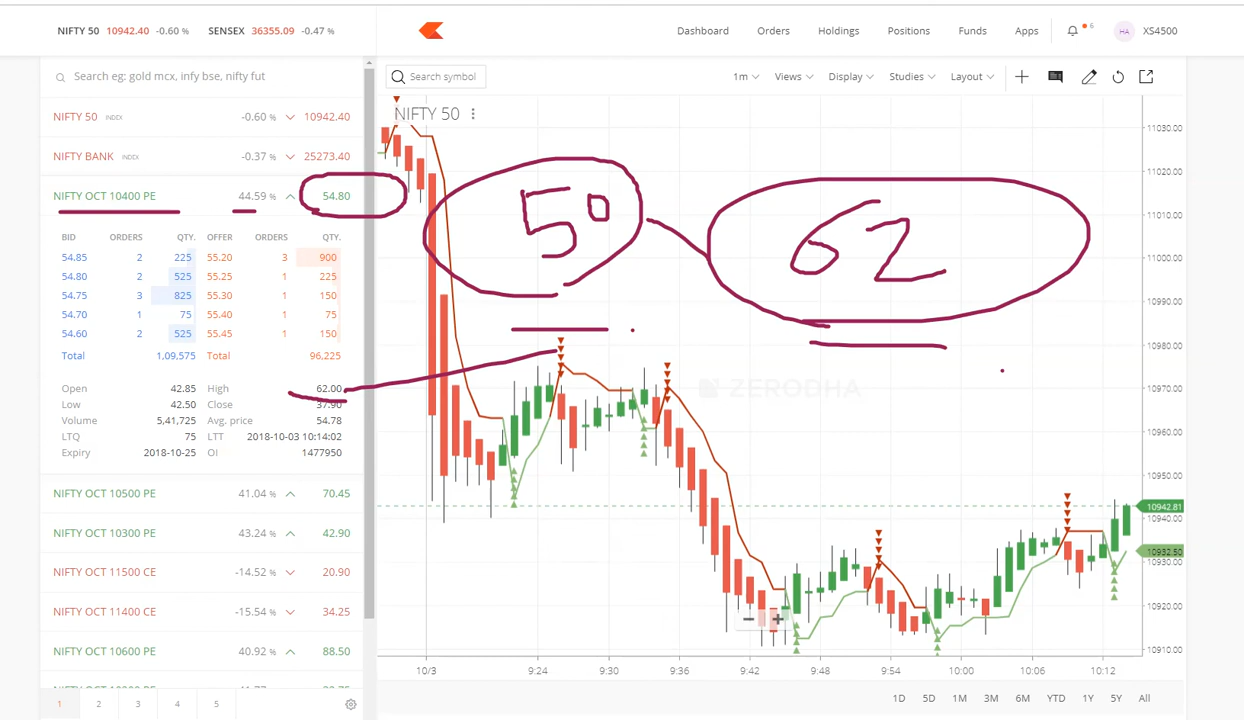 NIFTY 50 10942.40 -0.60 % SENSEX 36355.09 -0.47 % Dashboard Orders Holdings Positions Funds Apps 6 HA XS4500
Search eg: gold mcx, infy bse, nifty fut
Search symbol 1m Views Display Studies Layout
NIFTY 50
NIFTY 50 INDEX -0.60 % 10942.40
NIFTY BANK INDEX -0.37 % 25273.40
NIFTY OCT 10400 PE 44.59 % 54.80
BID ORDERS QTY. OFFER ORDERS QTY.
54.85 2 225 55.20 3 900
54.80 2 525 55.25 1 225
54.75 3 825 55.30 1 150
54.70 1 75 55.40 1 75
54.60 2 525 55.45 1 150
Total 1,09,575 Total 96,225
Open 42.85 High 62.00
Low 42.50 Close 37.90
Volume 5,41,725 Avg. price 54.78
LTQ 75 LTT 2018-10-03 10:14:02
Expiry 2018-10-25 OI 1477950
NIFTY OCT 10500 PE 41.04 % 70.45
NIFTY OCT 10300 PE 43.24 % 42.90
NIFTY OCT 11500 CE -14.52 % 20.90
NIFTY OCT 11400 CE -15.54 % 34.25
NIFTY OCT 10600 PE 40.92 % 88.50
1 2 3 4 5
50 62
ZERODHA
11030.00
11020.00
11010.00
11000.00
10990.00
10980.00
10970.00
10960.00
10950.00
10942.81
10940.00
10932.50
10930.00
10920.00
10910.00
10/3 9:24 9:30 9:36 9:42 9:48 9:54 10:00 10:06 10:12
1D 5D 1M 3M 6M YTD 1Y 5Y All